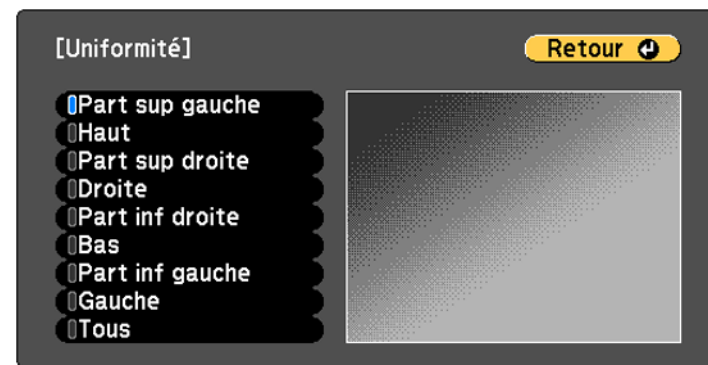 [Uniformité]
Retour
Part sup gauche
Haut
Part sup droite
Droite
Part inf droite
Bas
Part inf gauche
Gauche
Tous